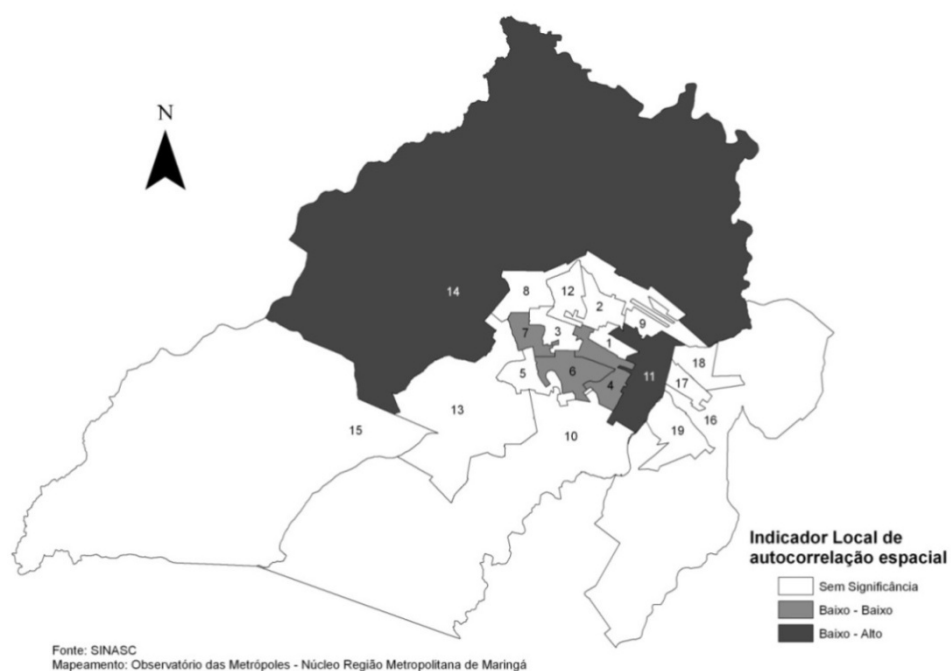 N
14
8
12
2
9
7
3
1
18
5
6
4
11
17
13
15
10
19
16
Indicador Local de
autocorrelação espacial
Sem Significância
Baixo - Baixo
Baixo - Alto
Fonte: SINASC
Mapeamento: Observatório das Metrópoles - Núcleo Região Metropolitana de Maringá